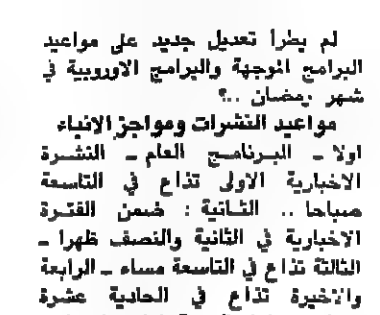 لم يطرأ تعديل جديد على مواعيد
البرامج الموجهة والبرامج الاوروبية في
شهر رمضان ..؟
مواعيد النشرات ومواجز الانباء
اولا ـ البرنامج العام ـ النشرة
الاخبارية الاولى تذاع في التاسعة
صباحا .. الثانية : ضمن الفترة
الاخبارية في الثانية والنصف ظهرا ـ
الثالثة تذاع في التاسعة مساء ـ الرابعة
والاخيرة تذاع في الحادية عشرة